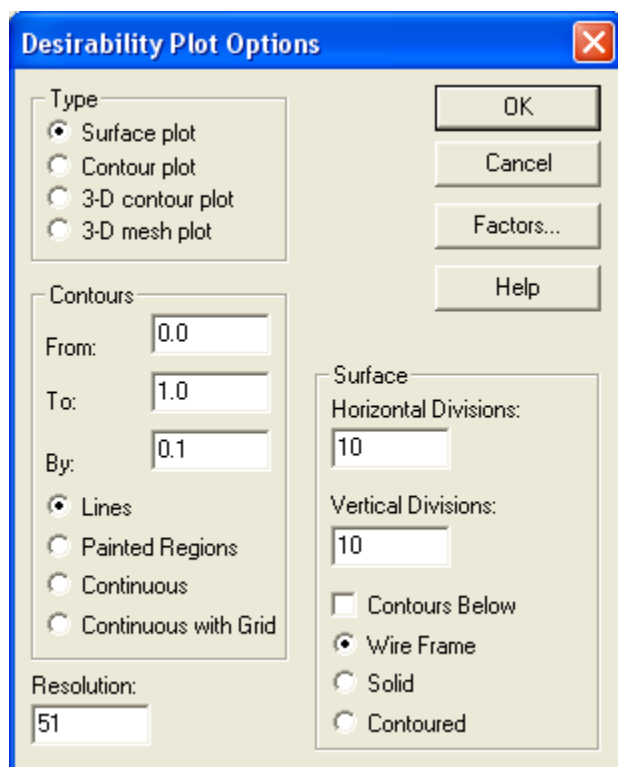 Desirability Plot Options
Type
Surface plot
Contour plot
3-D contour plot
3-D mesh plot
OK
Cancel
Factors...
Help
Contours
From:
0.0
To:
1.0
By:
0.1
Lines
Painted Regions
Continuous
Continuous with Grid
Resolution:
51
Surface
Horizontal Divisions:
10
Vertical Divisions:
10
Contours Below
Wire Frame
Solid
Contoured